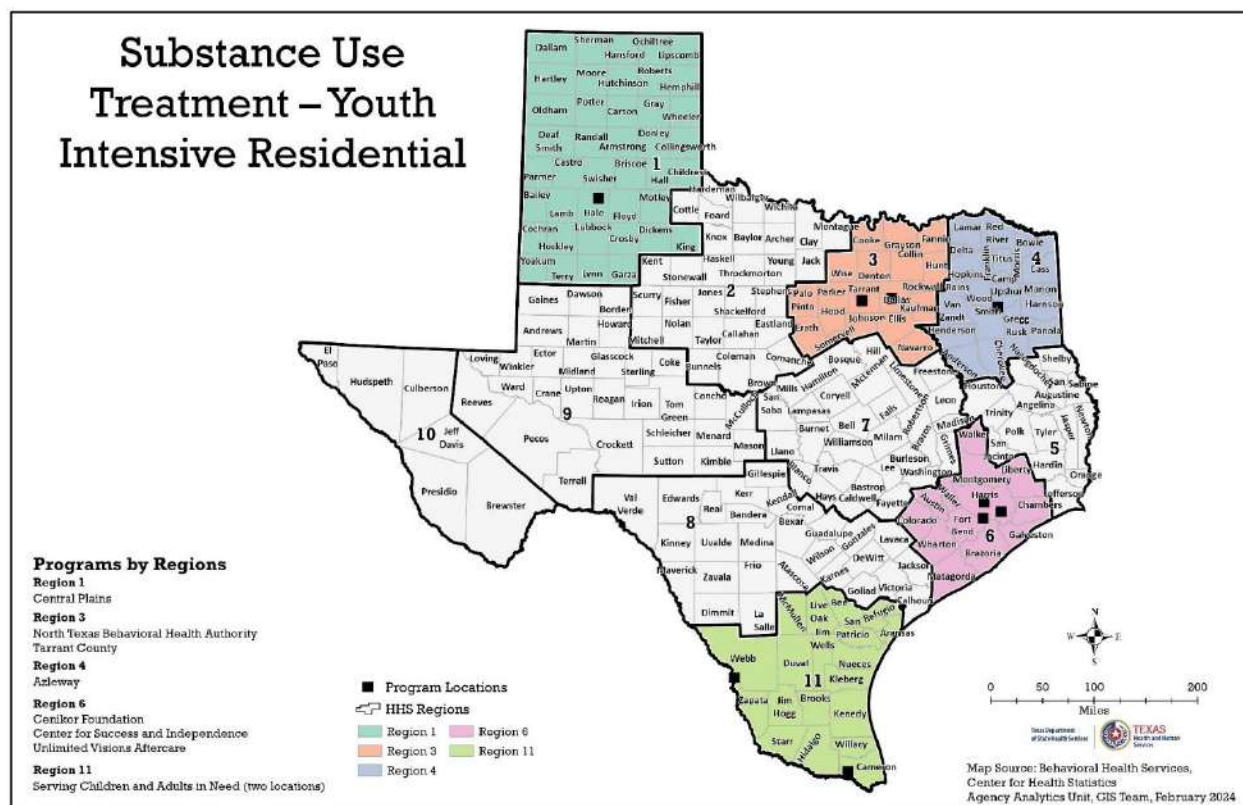 Substance Use
Treatment – Youth
Intensive Residential
Dallam Sherman Ochiltree
Hansford Lipscomb
Hartley Moore Roberts
Hutchinson Hemphill
Oldham Potter Carson Gray
Wheeler
Deaf Smith Randall Donley
Armstrong Collingsworth
Castro Briscoe 1 Childress
Parmer Swisher Hall
Bailey Motley
Lamb Hale Floyd
Cochran Lubbock Dickens
Hockley Crosby King
Yoakum
Terry Lynn Garza
Hardeman Wilbarger Wichita
Cottle Foard Montague
Knox Baylor Archer Clay
Kent Haskell Young Jack
Stonewall Throckmorton
Scurry Fisher Jones 2 Stephens
Shackelford
Nolan Callahan Eastland
Mitchell Taylor
Coleman Comanche
Runnels Brown
Cooke Grayson Fannin
3 Collin
Wise Denton Hunt
Palo Pinto Parker Tarrant Dallas Rockwall
Hood Johnson Ellis Kaufman
Erath Somervell Navarro
Lamar Red River Bowie
Delta Franklin Titus Morris 4 Cass
Hopkins Camp
Rains Wood Upshur Marion
Van Zandt Smith Gregg Harrison
Henderson Rusk Panola
Anderson Cherokee
Gaines Dawson Borden
Andrews Howard
Martin
Loving Winkler Ector Glasscock
Midland Sterling Coke
Ward Crane Upton Reagan Irion Tom Green Concho
Reeves 9 McCulloch
Pecos Crockett Schleicher Menard
Mason
Sutton Kimble
Terrell
El Paso
Hudspeth Culberson
10 Jeff Davis
Presidio
Brewster
Bosque Hill Freestone
Mills Hamilton McLennan Limestone
San Saba Coryell Leon
Lampasas Falls Robertson
Burnet Bell 7 Milam Brazos Madison
Williamson Grimes
Llano Burleson
Blanco Travis Lee Washington
Bastrop
Hays Caldwell Fayette
Shelby
Houston Nacogdoches San Augustine Sabine
Trinity Angelina
Polk Tyler Jasper Newton
San Jacinto 5
Hardin Orange
Jefferson
Walker
Montgomery Liberty
Austin Waller Harris Chambers
Colorado Fort Bend 6 Galveston
Wharton Brazoria
Matagorda
Val Verde Edwards Kerr Gillespie
Real Bandera Kendall Comal
8 Bexar Guadalupe Gonzales Lavaca
Kinney Uvalde Medina Wilson DeWitt
Maverick Zavala Frio Atascosa Karnes Jackson
Goliad Victoria
Dimmit La Salle Calhoun
McMullen Live Oak Bee Refugio
San Patricio Aransas
Webb Duval Jim Wells
Nueces
11 Kleberg
Zapata Jim Hogg Brooks
Kenedy
Starr Hidalgo Willacy
Cameron
Programs by Regions
Region 1
Central Plains
Region 3
North Texas Behavioral Health Authority
Tarrant County
Region 4
Azleway
Region 6
Cenikor Foundation
Center for Success and Independence
Unlimited Visions Aftercare
Region 11
Serving Children and Adults in Need (two locations)
Program Locations
HHS Regions
Region 1 Region 6
Region 3 Region 11
Region 4
N
W E
S
0 50 100 200
Miles
Texas Department
of State Health Services
TEXAS
Health and Human
Services
Map Source: Behavioral Health Services,
Center for Health Statistics
Agency Analytics Unit, GIS Team, February 2024